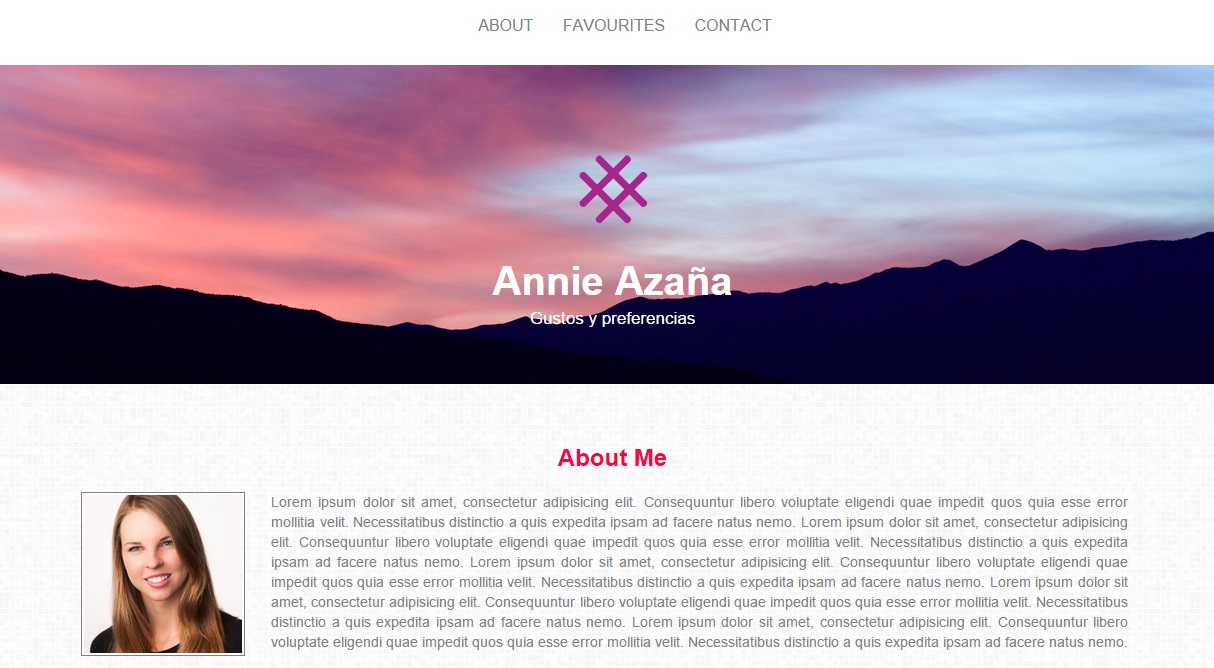 ABOUT FAVOURITES CONTACT
Annie Azaña
Gustos y preferencias
About Me
Lorem ipsum dolor sit amet, consectetur adipisicing elit. Consequuntur libero voluptate eligendi quae impedit quos quia esse error
mollitia velit. Necessitatibus distinctio a quis expedita ipsam ad facere natus nemo. Lorem ipsum dolor sit amet, consectetur adipisicing
elit. Consequuntur libero voluptate eligendi quae impedit quos quia esse error mollitia velit. Necessitatibus distinctio a quis expedita
ipsam ad facere natus nemo. Lorem ipsum dolor sit amet, consectetur adipisicing elit. Consequuntur libero voluptate eligendi quae
impedit quos quia esse error mollitia velit. Necessitatibus distinctio a quis expedita ipsam ad facere natus nemo. Lorem ipsum dolor sit
amet, consectetur adipisicing elit. Consequuntur libero voluptate eligendi quae impedit quos quia esse error mollitia velit. Necessitatibus
distinctio a quis expedita ipsam ad facere natus nemo. Lorem ipsum dolor sit amet, consectetur adipisicing elit. Consequuntur libero
voluptate eligendi quae impedit quos quia esse error mollitia velit. Necessitatibus distinctio a quis expedita ipsam ad facere natus nemo.